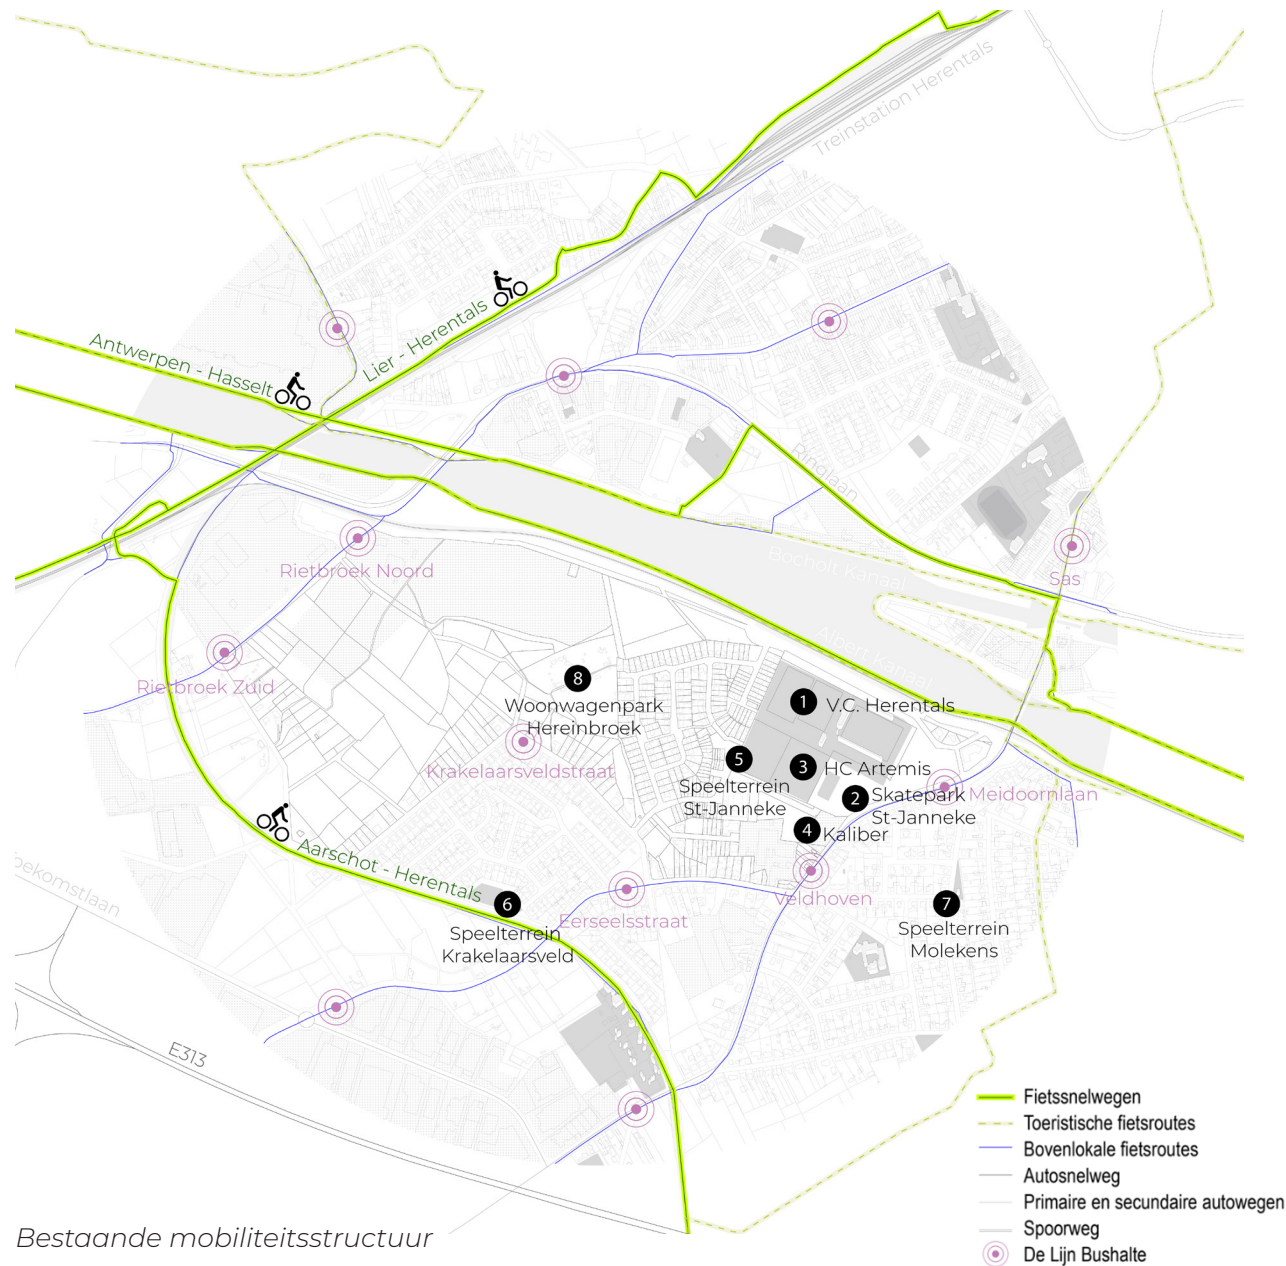 Treinstation Herentals
Lier - Herentals
Antwerpen - Hasselt
Ringlaan
Bocholt Kanaal
Sas
Rietbroek Noord
Albert Kanaal
Rietbroek Zuid
8
Woonwagenpark
Hereinbroek
1
V.C. Herentals
Krakelaarsveldstraat
5
Speelterrein
St-Janneke
3
HC Artemis
2
Skatepark
St-Janneke
Meidoornlaan
4
Kaliber
Aarschot - Herentals
oekomstlaan
Veldhoven
6
Speelterrein
Krakelaarsveld
Eerseelsstraat
7
Speelterrein
Molekens
E313
Fietssnelwegen
Toeristische fietsroutes
Bovenlokale fietsroutes
Autosnelweg
Primaire en secundaire autowegen
Spoorweg
De Lijn Bushalte
Bestaande mobiliteitsstructuur